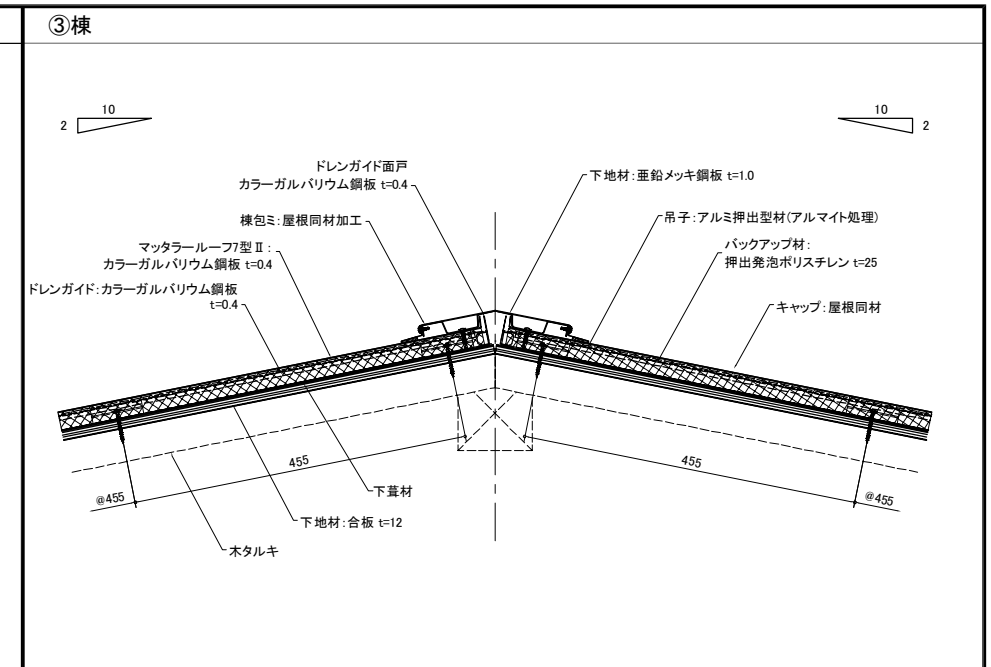 ③棟
10
2
10
2
ドレンガイド面戸
カラーガルバリウム鋼板 t=0.4
棟包ミ:屋根同材加工
マッタラールーフ7型Ⅱ:
カラーガルバリウム鋼板 t=0.4
ドレンガイド:カラーガルバリウム鋼板
t=0.4
下地材:亜鉛メッキ鋼板 t=1.0
吊子:アルミ押出型材(アルマイト処理)
バックアップ材:
押出発泡ポリスチレン t=25
キャップ:屋根同材
455
455
@455
@455
下葺材
下地材:合板 t=12
木タルキ